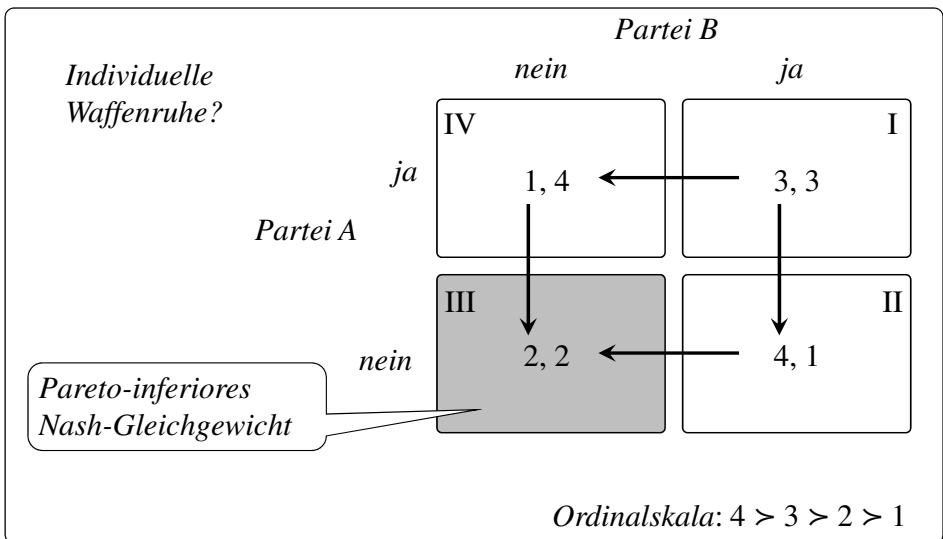 Partei B
Individuelle
Waffenruhe?
nein
ja
IV
I
ja
1, 4
3, 3
Partei A
III
II
nein
2, 2
4, 1
Pareto-inferiores
Nash-Gleichgewicht
Ordinalskala: 4 ≻ 3 ≻ 2 ≻ 1